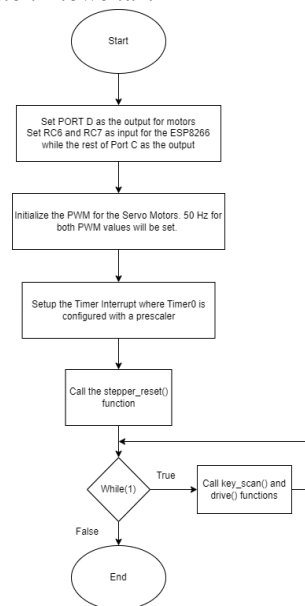 Start
Set PORT D as the output for motors
Set RC6 and RC7 as input for the ESP8266
while the rest of Port C as the output
Initialize the PWM for the Servo Motors. 50 Hz for
both PWM values will be set.
Setup the Timer Interrupt where Timer0 is
configured with a prescaler
Call the stepper_reset()
function
While(1)
True
Call key_scan() and
drive() functions
False
End